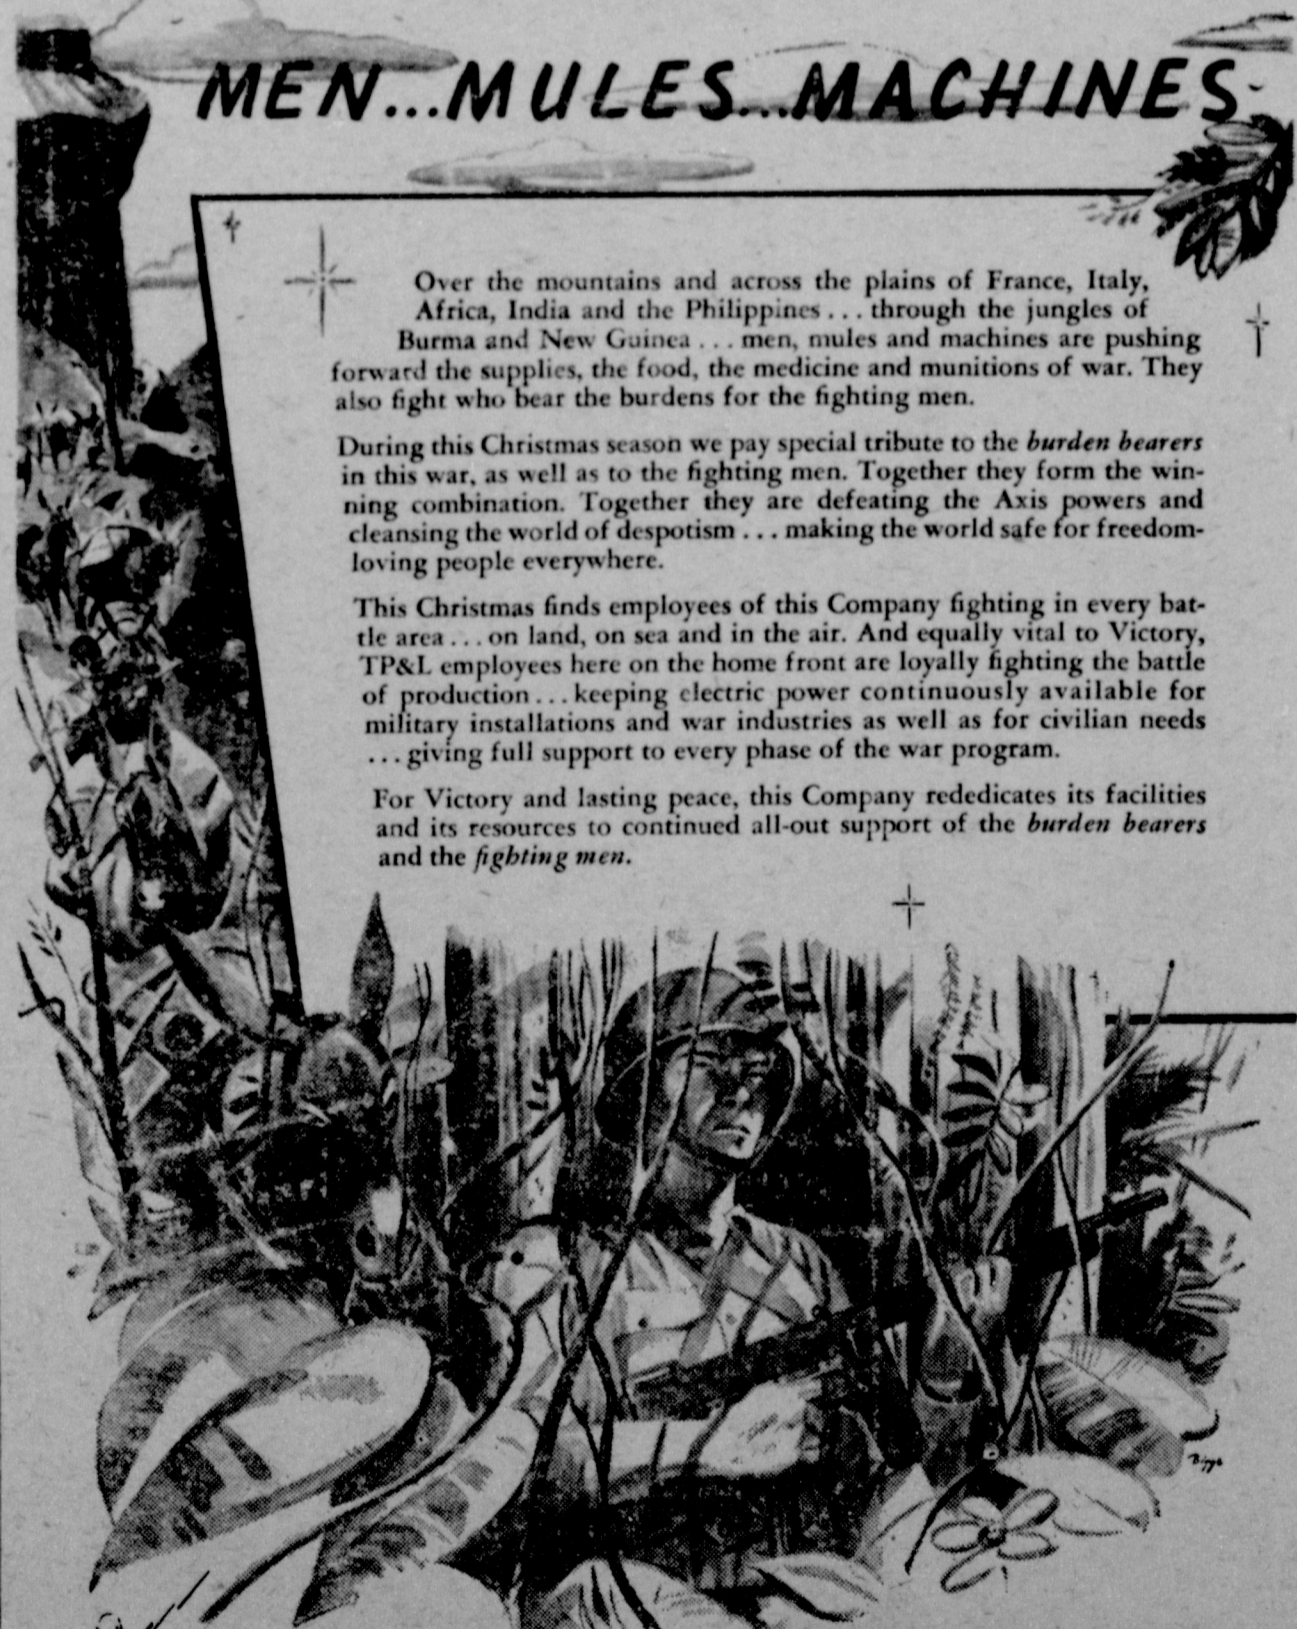 MEN...MULES...MACHINES
Over the mountains and across the plains of France, Italy,
Africa, India and the Philippines . . . through the jungles of
Burma and New Guinea . . . men, mules and machines are pushing
forward the supplies, the food, the medicine and munitions of war. They
also fight who bear the burdens for the fighting men.
During this Christmas season we pay special tribute to the burden bearers
in this war, as well as to the fighting men. Together they form the win-
ning combination. Together they are defeating the Axis powers and
cleansing the world of despotism . . . making the world safe for freedom-
loving people everywhere.
This Christmas finds employees of this Company fighting in every bat-
tle area . . . on land, on sea and in the air. And equally vital to Victory,
TP&L employees here on the home front are loyally fighting the battle
of production . . . keeping electric power continuously available for
military installations and war industries as well as for civilian needs
. . . giving full support to every phase of the war program.
For Victory and lasting peace, this Company rededicates its facilities
and its resources to continued all-out support of the burden bearers
and the fighting men.